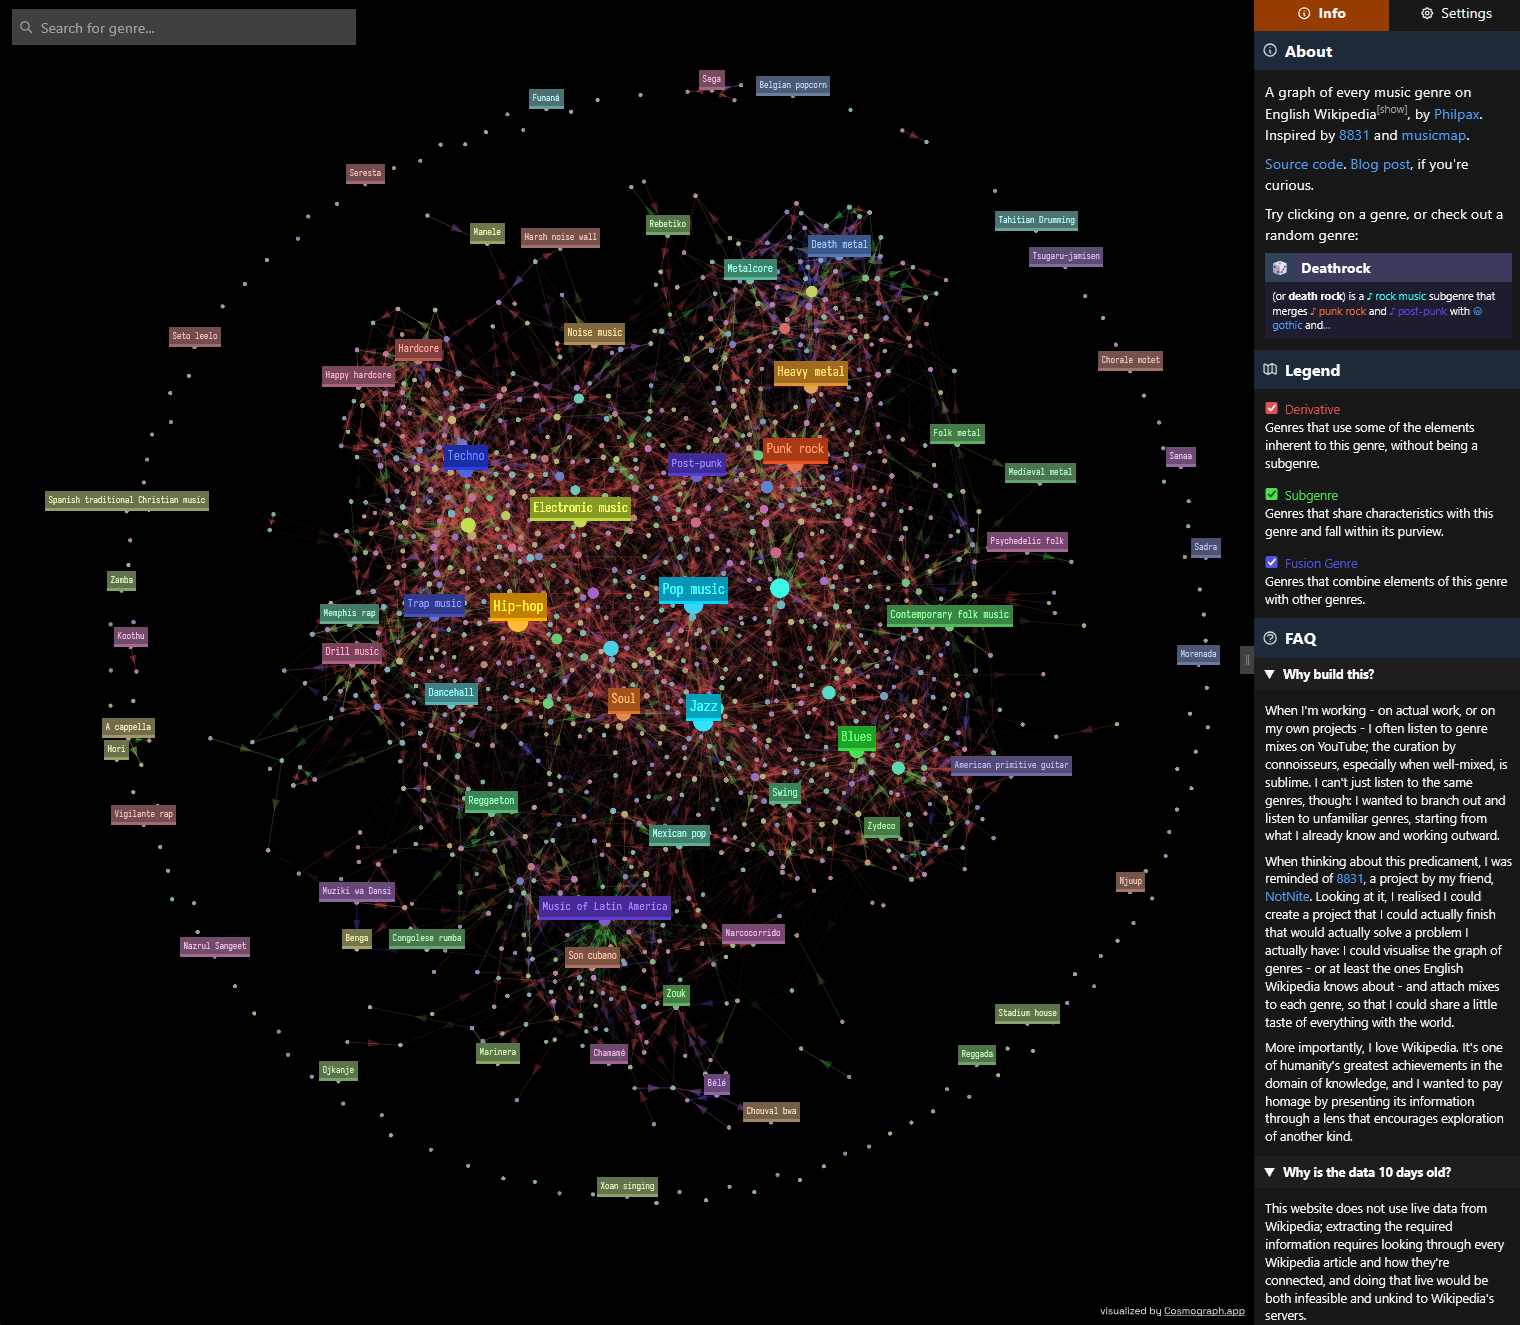 Search for genre...
Info
Settings
Sega
Belgian popcorn
Funaná
Seresta
Rebetiko
Manele
Harsh noise wall
Tahitian Drumming
Death metal
Tsugaru-jamisen
Metalcore
Seto leelo
Noise music
Hardcore
Chorale motet
Happy hardcore
Heavy metal
Folk metal
Punk rock
Techno
Post-punk
Sanaa
Medieval metal
Spanish traditional Christian music
Electronic music
Psychedelic folk
Sadra
Zamba
Pop music
Trap music
Hip-hop
Memphis rap
Contemporary folk music
Koothu
Drill music
Morenada
Dancehall
Soul
Jazz
A cappella
Blues
Hori
American primitive guitar
Swing
Reggaeton
Vigilante rap
Zydeco
Mexican pop
Njuup
Muziki wa Dansi
Music of Latin America
Narcocorrido
Benga
Congolese rumba
Nazrul Sangeet
Son cubano
Zouk
Stadium house
Marinera
Chamamé
Reggada
Ojkanje
Bélé
Chouval bwa
Xoan singing
visualized by Cosmograph.app
About
A graph of every music genre on
English Wikipedia[show], by Philpax.
Inspired by 8831 and musicmap.
Source code. Blog post, if you're
curious.
Try clicking on a genre, or check out a
random genre:
Deathrock
(or death rock) is a ♪ rock music subgenre that
merges ♪ punk rock and ♪ post-punk with @
gothic and...
Legend
Derivative
Genres that use some of the elements
inherent to this genre, without being a
subgenre.
Subgenre
Genres that share characteristics with this
genre and fall within its purview.
Fusion Genre
Genres that combine elements of this genre
with other genres.
FAQ
▼ Why build this?
When I'm working - on actual work, or on
my own projects - I often listen to genre
mixes on YouTube; the curation by
connoisseurs, especially when well-mixed, is
sublime. I can't just listen to the same
genres, though: I wanted to branch out and
listen to unfamiliar genres, starting from
what I already know and working outward.
When thinking about this predicament, I was
reminded of 8831, a project by my friend,
NotNite. Looking at it, I realised I could
create a project that I could actually finish
that would actually solve a problem I
actually have: I could visualise the graph of
genres - or at least the ones English
Wikipedia knows about - and attach mixes
to each genre, so that I could share a little
taste of everything with the world.
More importantly, I love Wikipedia. It's one
of humanity's greatest achievements in the
domain of knowledge, and I wanted to pay
homage by presenting its information
through a lens that encourages exploration
of another kind.
▼ Why is the data 10 days old?
This website does not use live data from
Wikipedia; extracting the required
information requires looking through every
Wikipedia article and how they're
connected, and doing that live would be
both infeasible and unkind to Wikipedia's
servers.